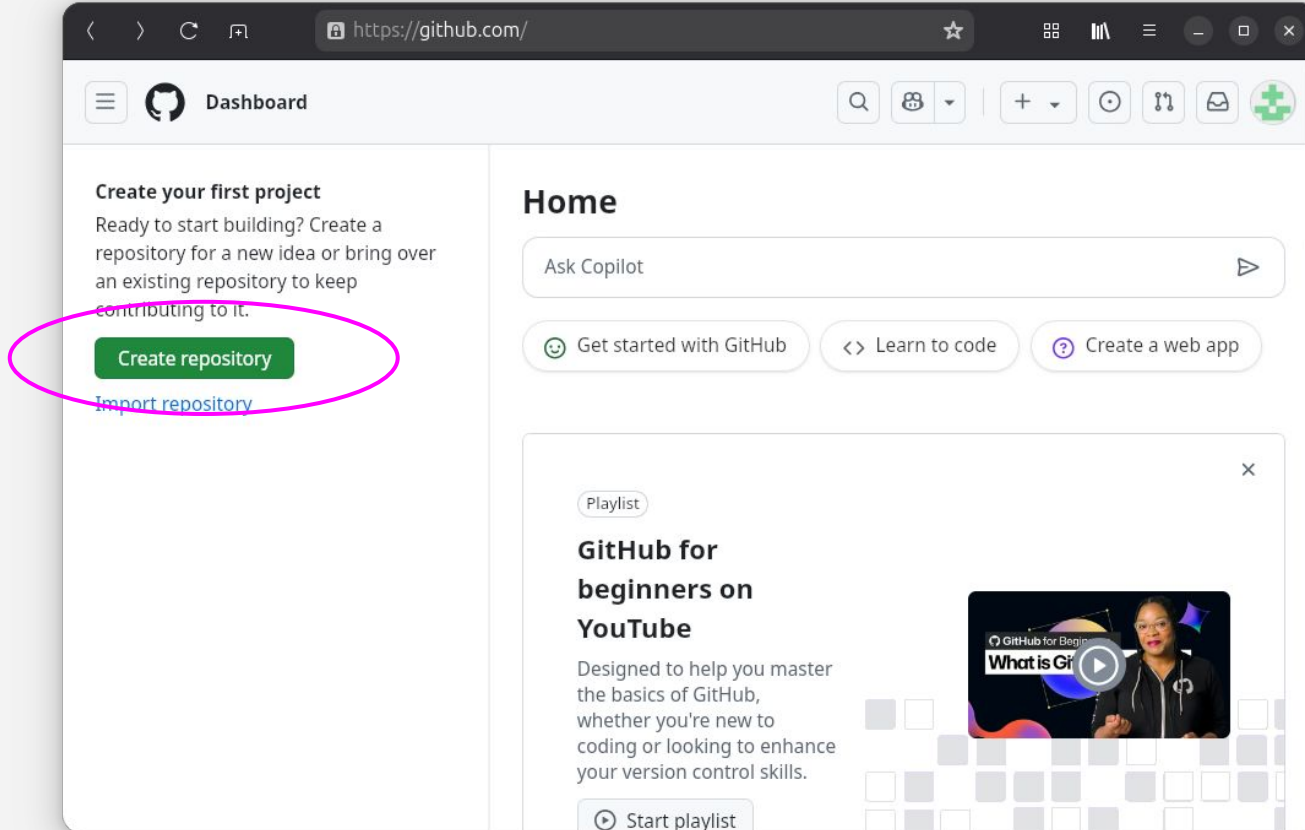 https://github.com/
Dashboard
Create your first project
Ready to start building? Create a
repository for a new idea or bring over
an existing repository to keep
contributing to it.
Create repository
Import repository
Home
Ask Copilot
Get started with GitHub
Learn to code
Create a web app
Playlist
GitHub for
beginners on
YouTube
Designed to help you master
the basics of GitHub,
whether you're new to
coding or looking to enhance
your version control skills.
Start playlist
GitHub for
What is